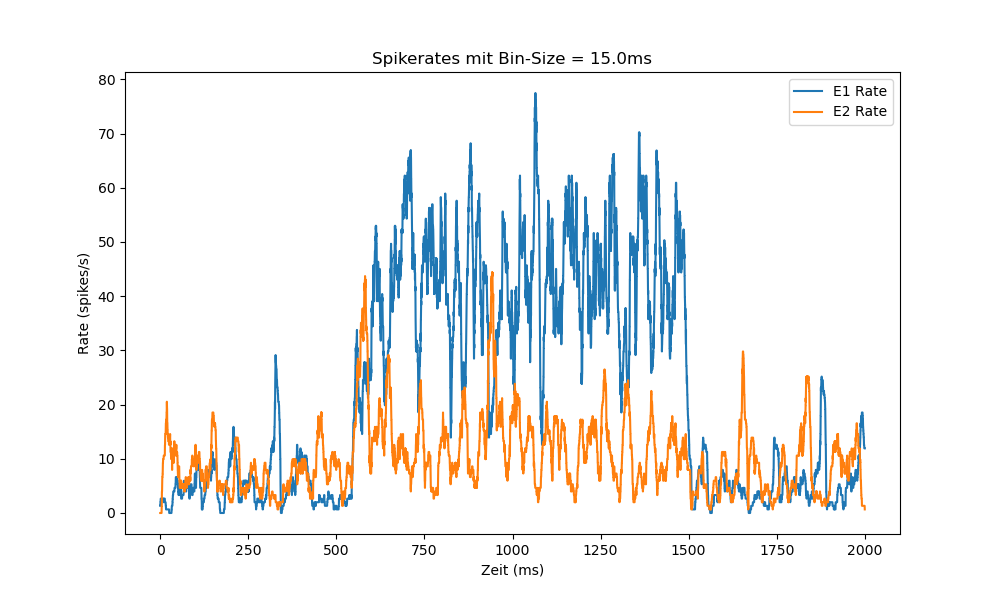 Spikerates mit Bin-Size = 15.0ms
E1 Rate
E2 Rate
80
70
60
50
40
30
20
10
0
Rate (spikes/s)
0 250 500 750 1000 1250 1500 1750 2000
Zeit (ms)